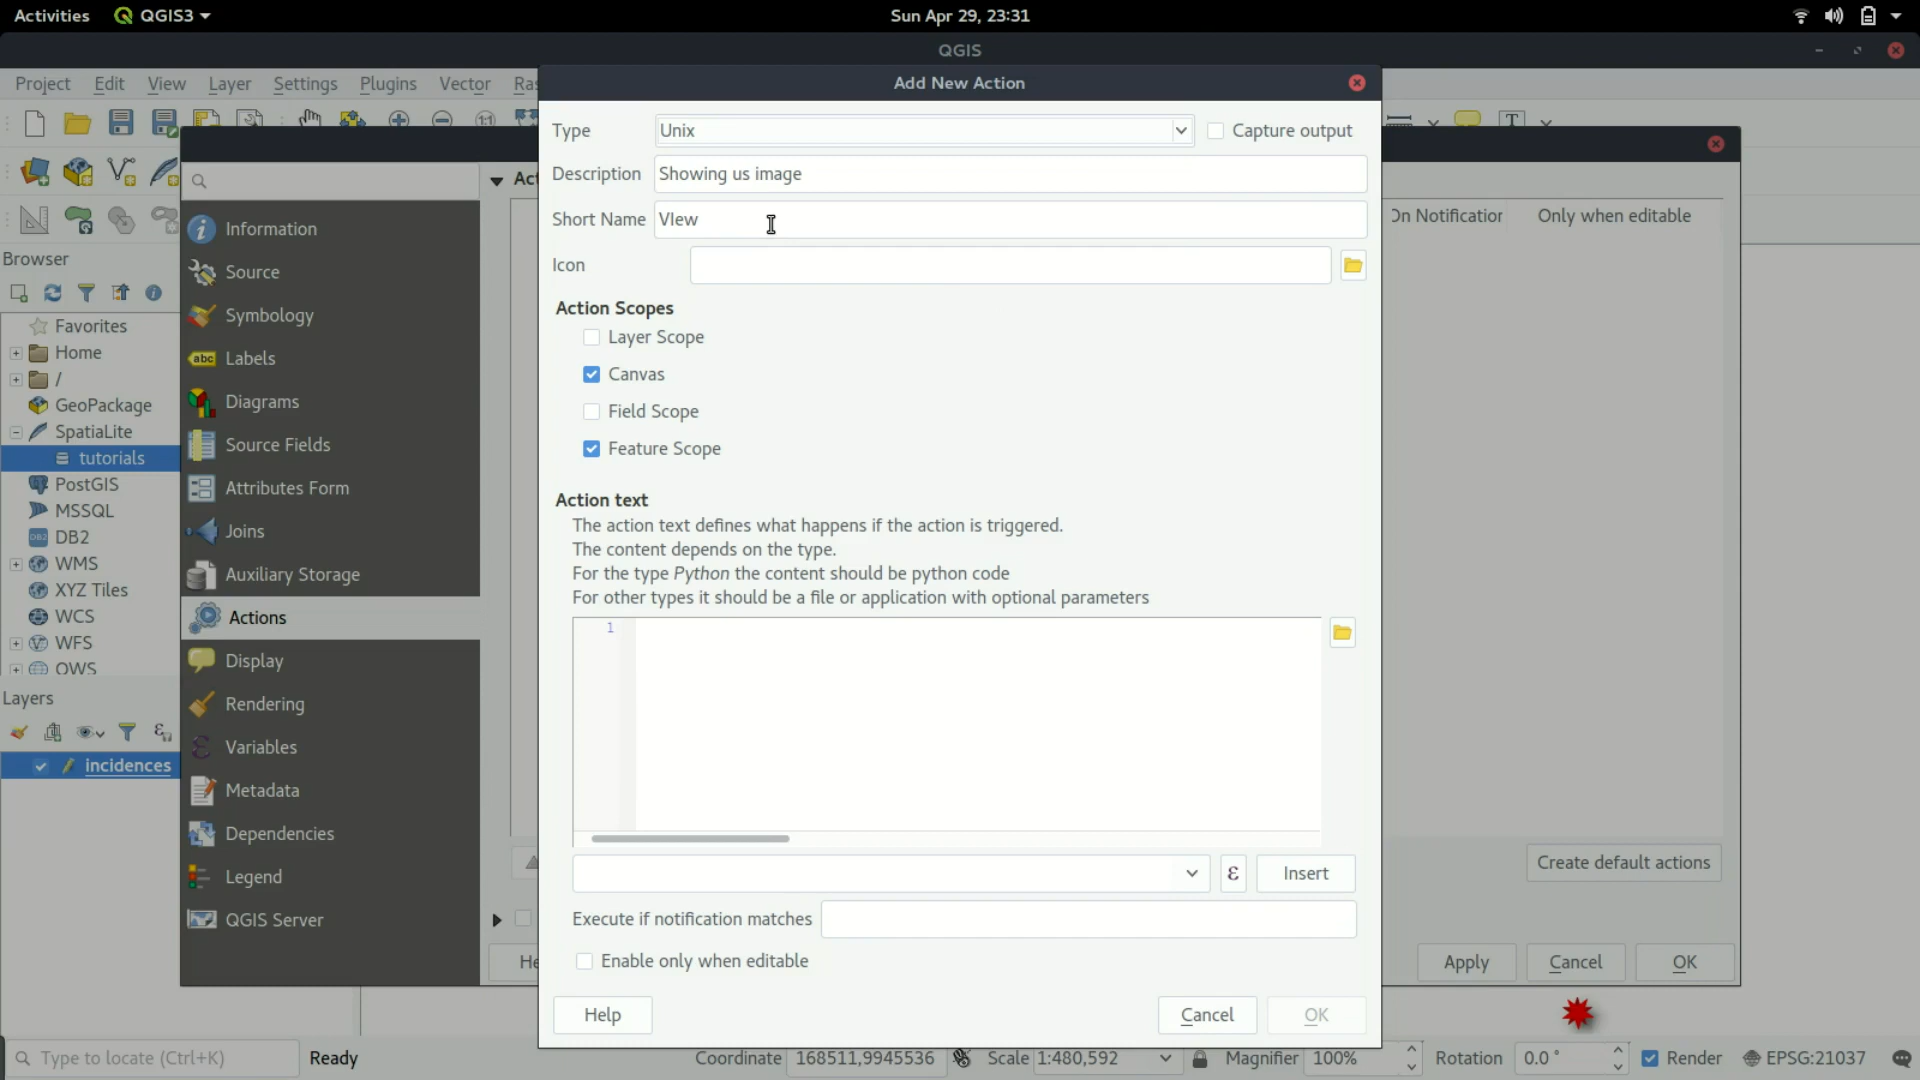 Activities QGIS3 Sun Apr 29, 23:31
QGIS
Project Edit View Layer Settings Plugins Vector Ras
Add New Action
Type Unix Capture output
Description Showing us image
Short Name VIew
Icon
Action Scopes
Layer Scope
Canvas
Field Scope
Feature Scope
Action text
The action text defines what happens if the action is triggered.
The content depends on the type.
For the type Python the content should be python code
For other types it should be a file or application with optional parameters
1
Insert
Execute if notification matches
Enable only when editable
Help Cancel OK
Act
On Notification Only when editable
Information
Source
Symbology
abc Labels
Diagrams
Source Fields
Attributes Form
Joins
Auxiliary Storage
Actions
Display
Rendering
Variables
Metadata
Dependencies
Legend
QGIS Server
Create default actions
He Apply Cancel OK
Browser
Favorites
Home
/
GeoPackage
SpatiaLite
tutorials
PostGIS
MSSQL
DB2 DB2
WMS
XYZ Tiles
WCS
WFS
OWS
Layers
incidences
Type to locate (Ctrl+K) Ready Coordinate 168511,9945536 Scale 1:480,592 Magnifier 100% Rotation 0.0 ° Render EPSG:21037